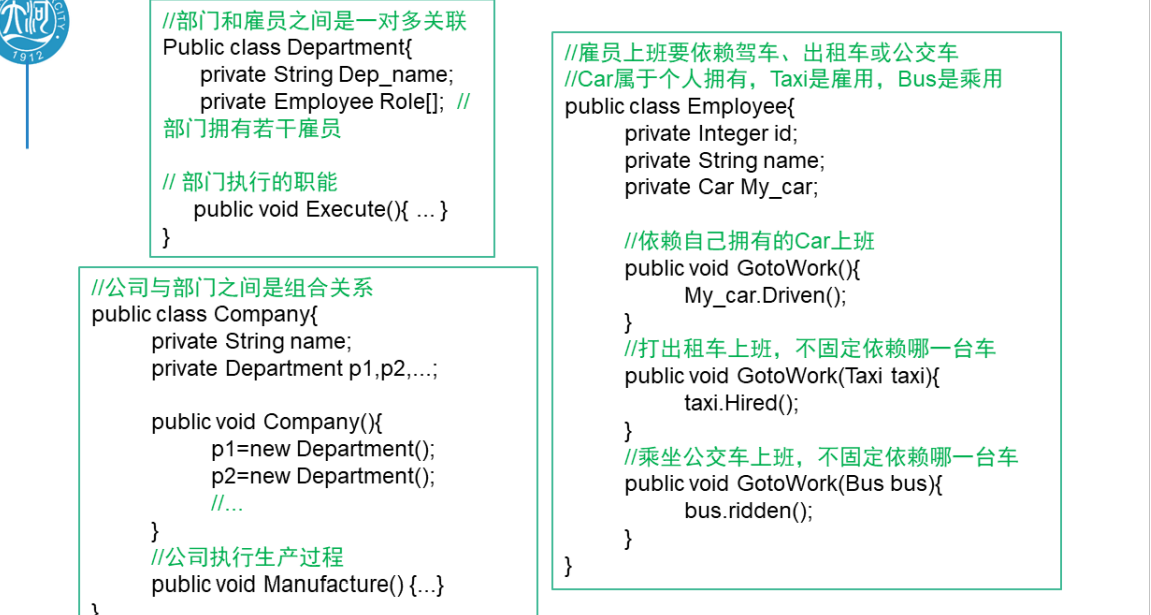 CITY
1912
//部门和雇员之间是一对多关联
Public class Department{
private String Dep_name;
private Employee Role[]; //
部门拥有若干雇员
// 部门执行的职能
public void Execute(){ ... }
}
//公司与部门之间是组合关系
public class Company{
private String name;
private Department p1,p2,...;
public void Company(){
p1=new Department();
p2=new Department();
//...
}
//公司执行生产过程
public void Manufacture() {...}
}
//雇员上班要依赖驾车、出租车或公交车
//Car属于个人拥有，Taxi是雇用，Bus是乘用
public class Employee{
private Integer id;
private String name;
private Car My_car;
//依赖自己拥有的Car上班
public void GotoWork(){
My_car.Driven();
}
//打出租车上班，不固定依赖哪一台车
public void GotoWork(Taxi taxi){
taxi.Hired();
}
//乘坐公交车上班，不固定依赖哪一台车
public void GotoWork(Bus bus){
bus.ridden();
}
}